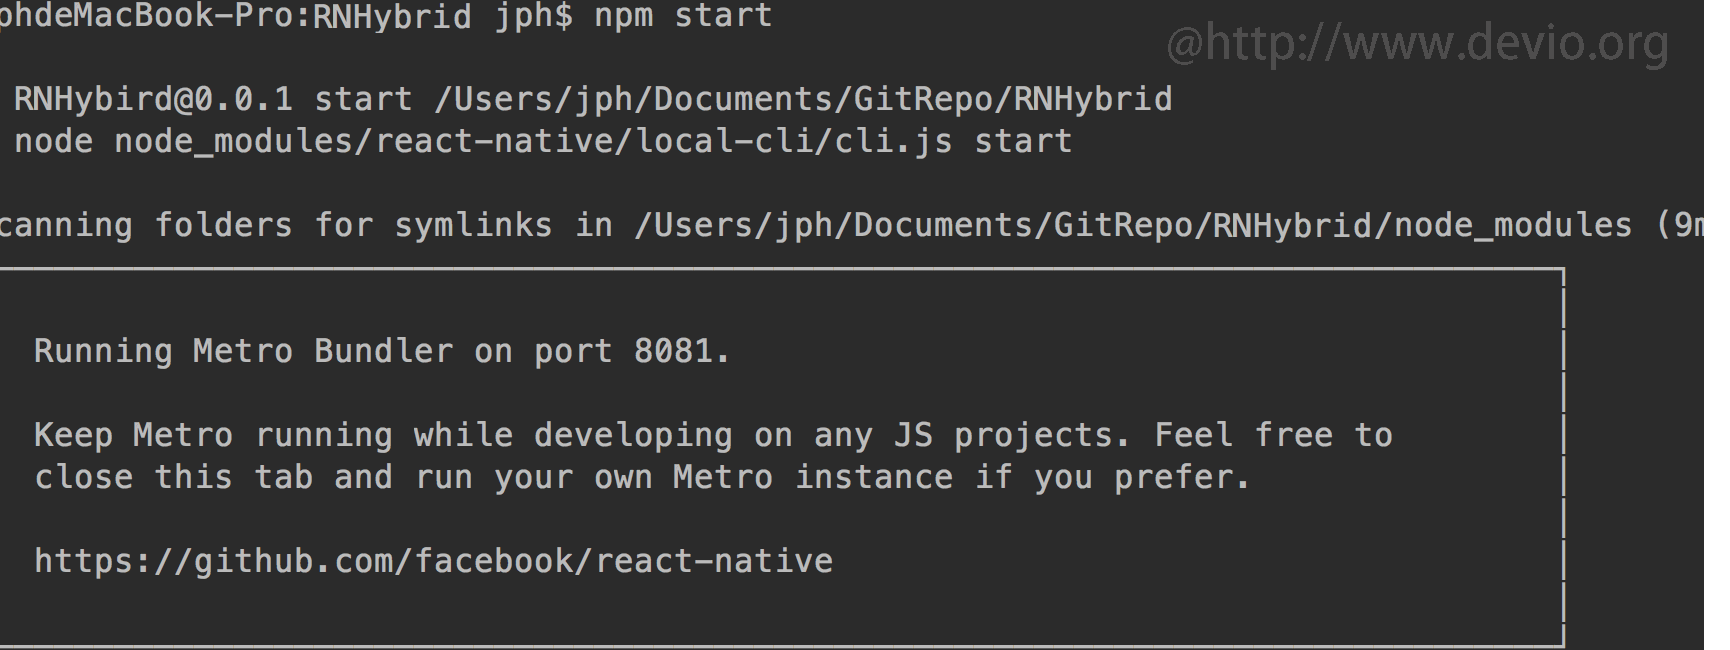 phdeMacBook-Pro:RNHybrid jph$ npm start
@http://www.devio.org
RNHybird@0.0.1 start /Users/jph/Documents/GitRepo/RNHybrid
node node_modules/react-native/local-cli/cli.js start
canning folders for symlinks in /Users/jph/Documents/GitRepo/RNHybrid/node_modules (9m
Running Metro Bundler on port 8081.
Keep Metro running while developing on any JS projects. Feel free to
close this tab and run your own Metro instance if you prefer.
https://github.com/facebook/react-native